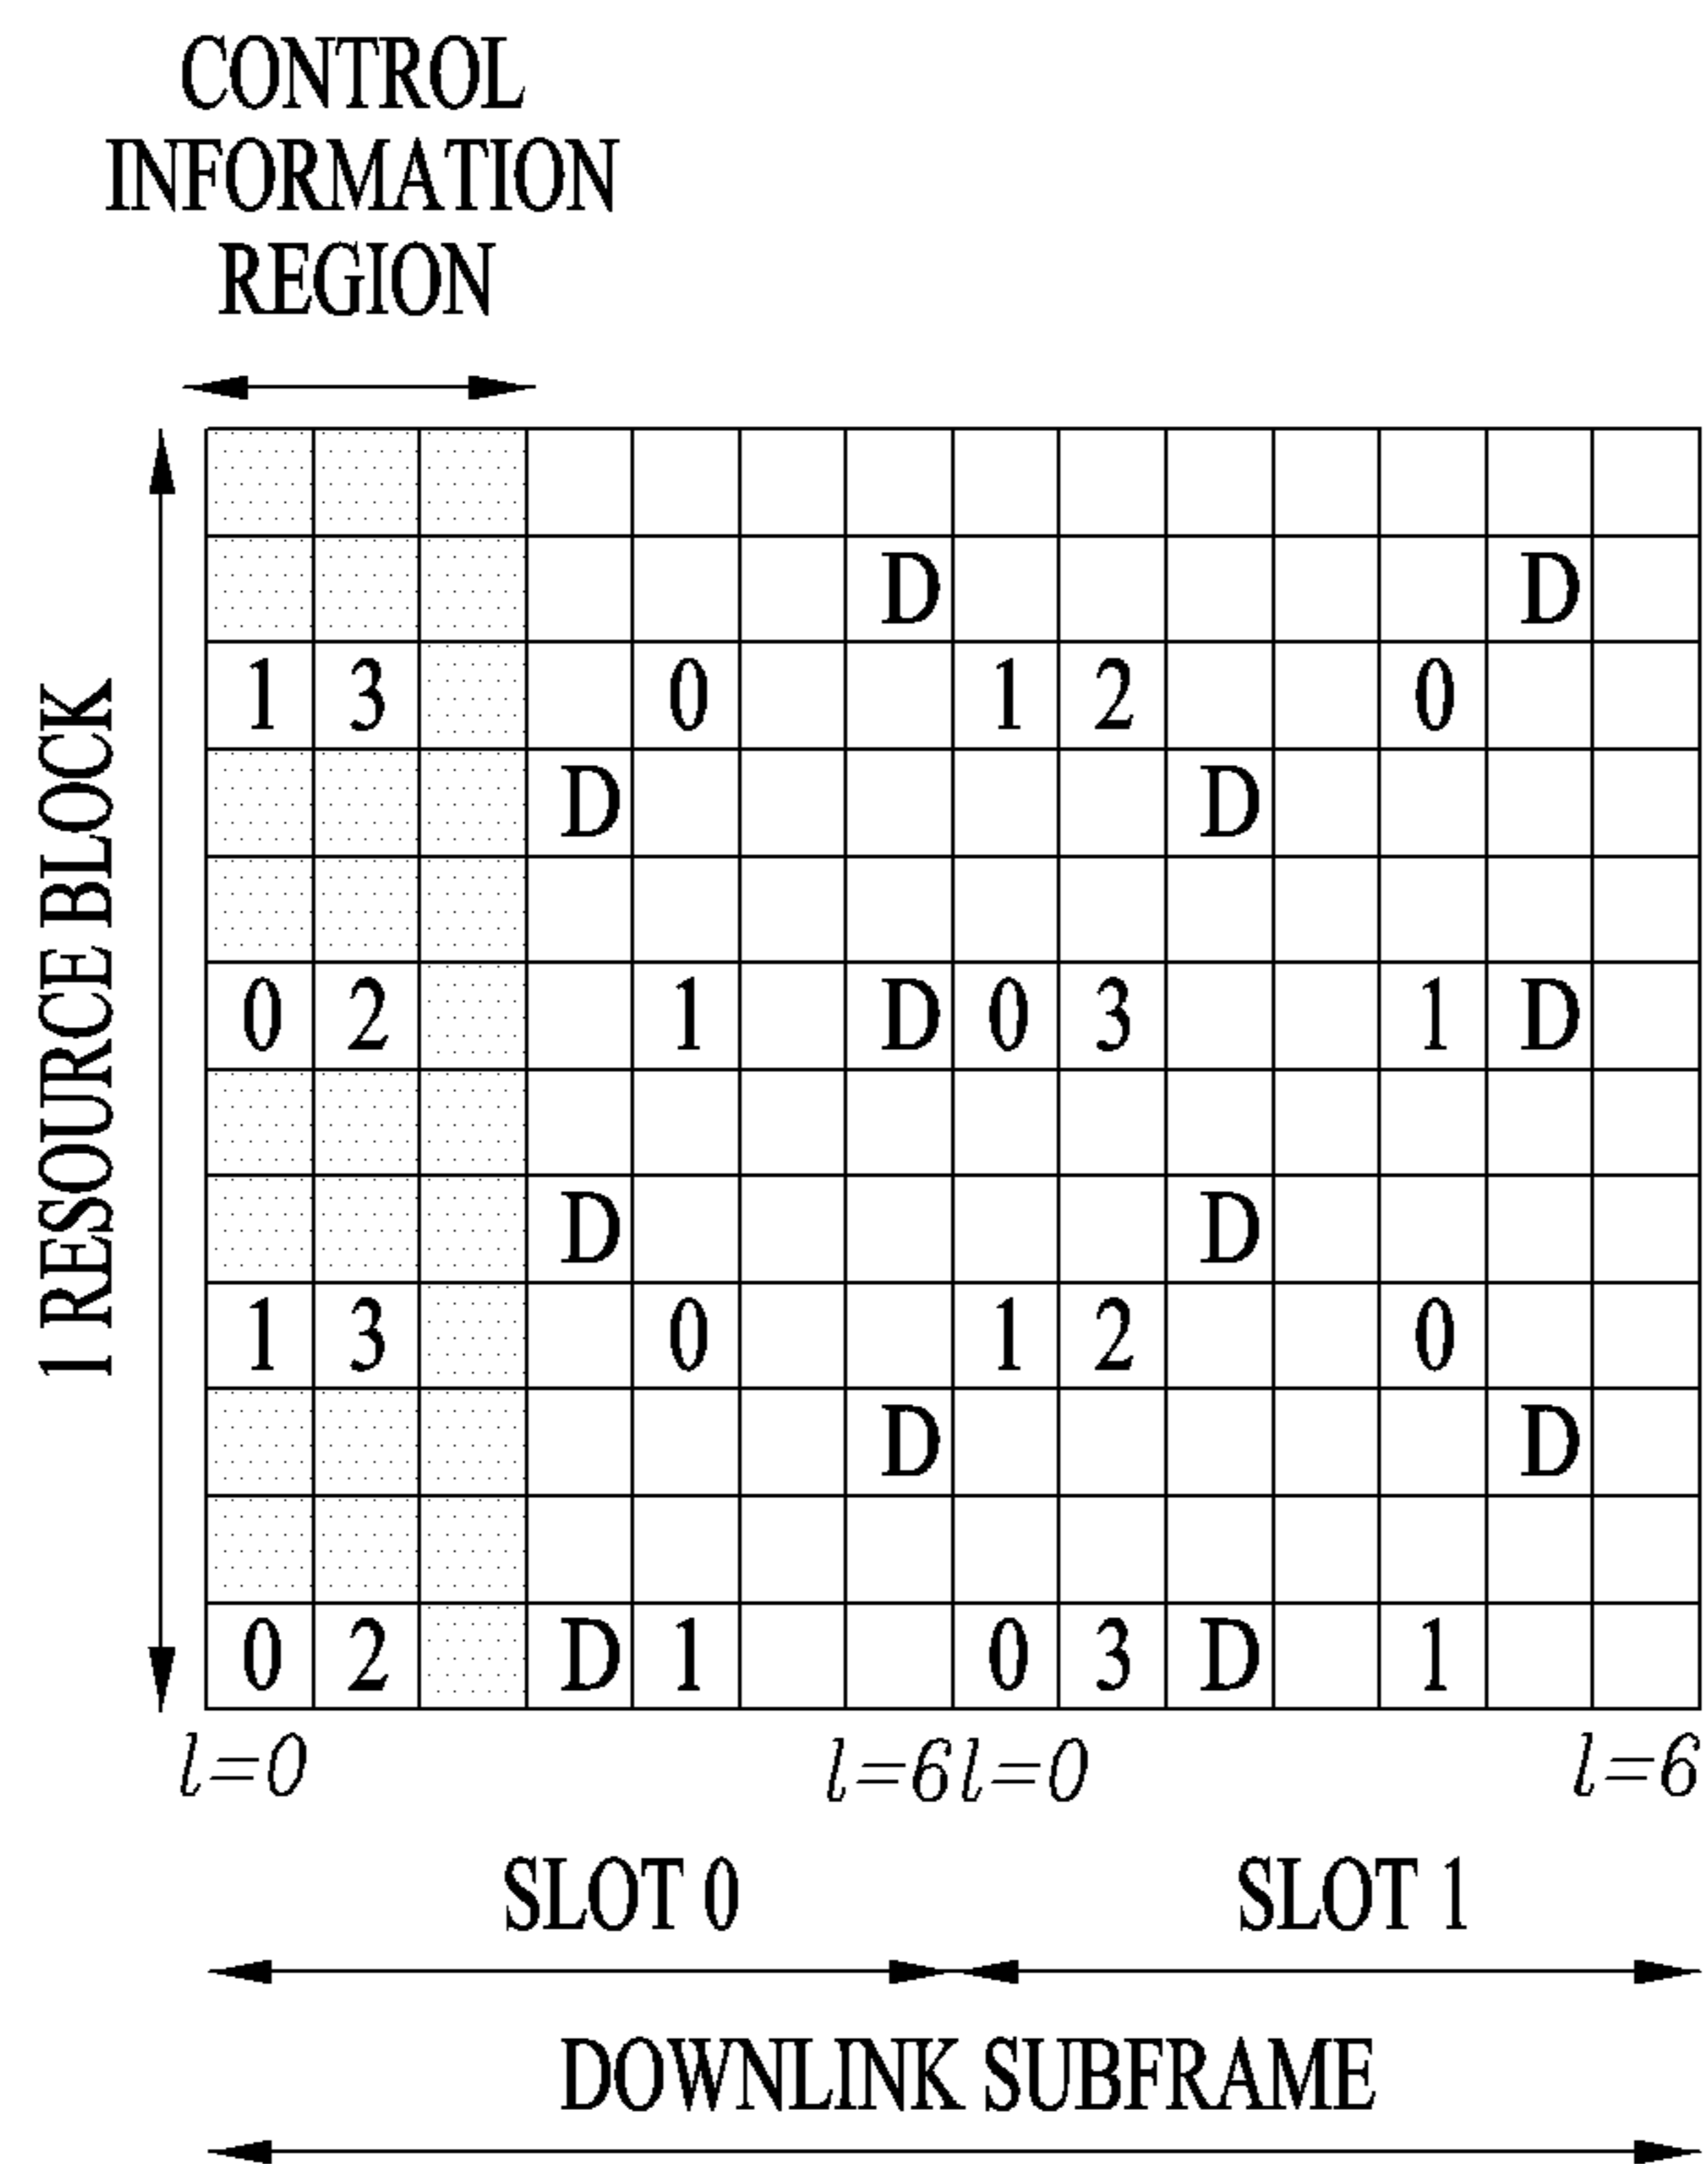 CONTROL
INFORMATION
REGION
1 RESOURCE BLOCK
D D
1 3 0 1 2 0
D D
0 2 1 D 0 3 1 D
D D
1 3 0 1 2 0
D D
0 2 D 1 0 3 D 1
l=0 l=6 l=0 l=6
SLOT 0 SLOT 1
DOWNLINK SUBFRAME